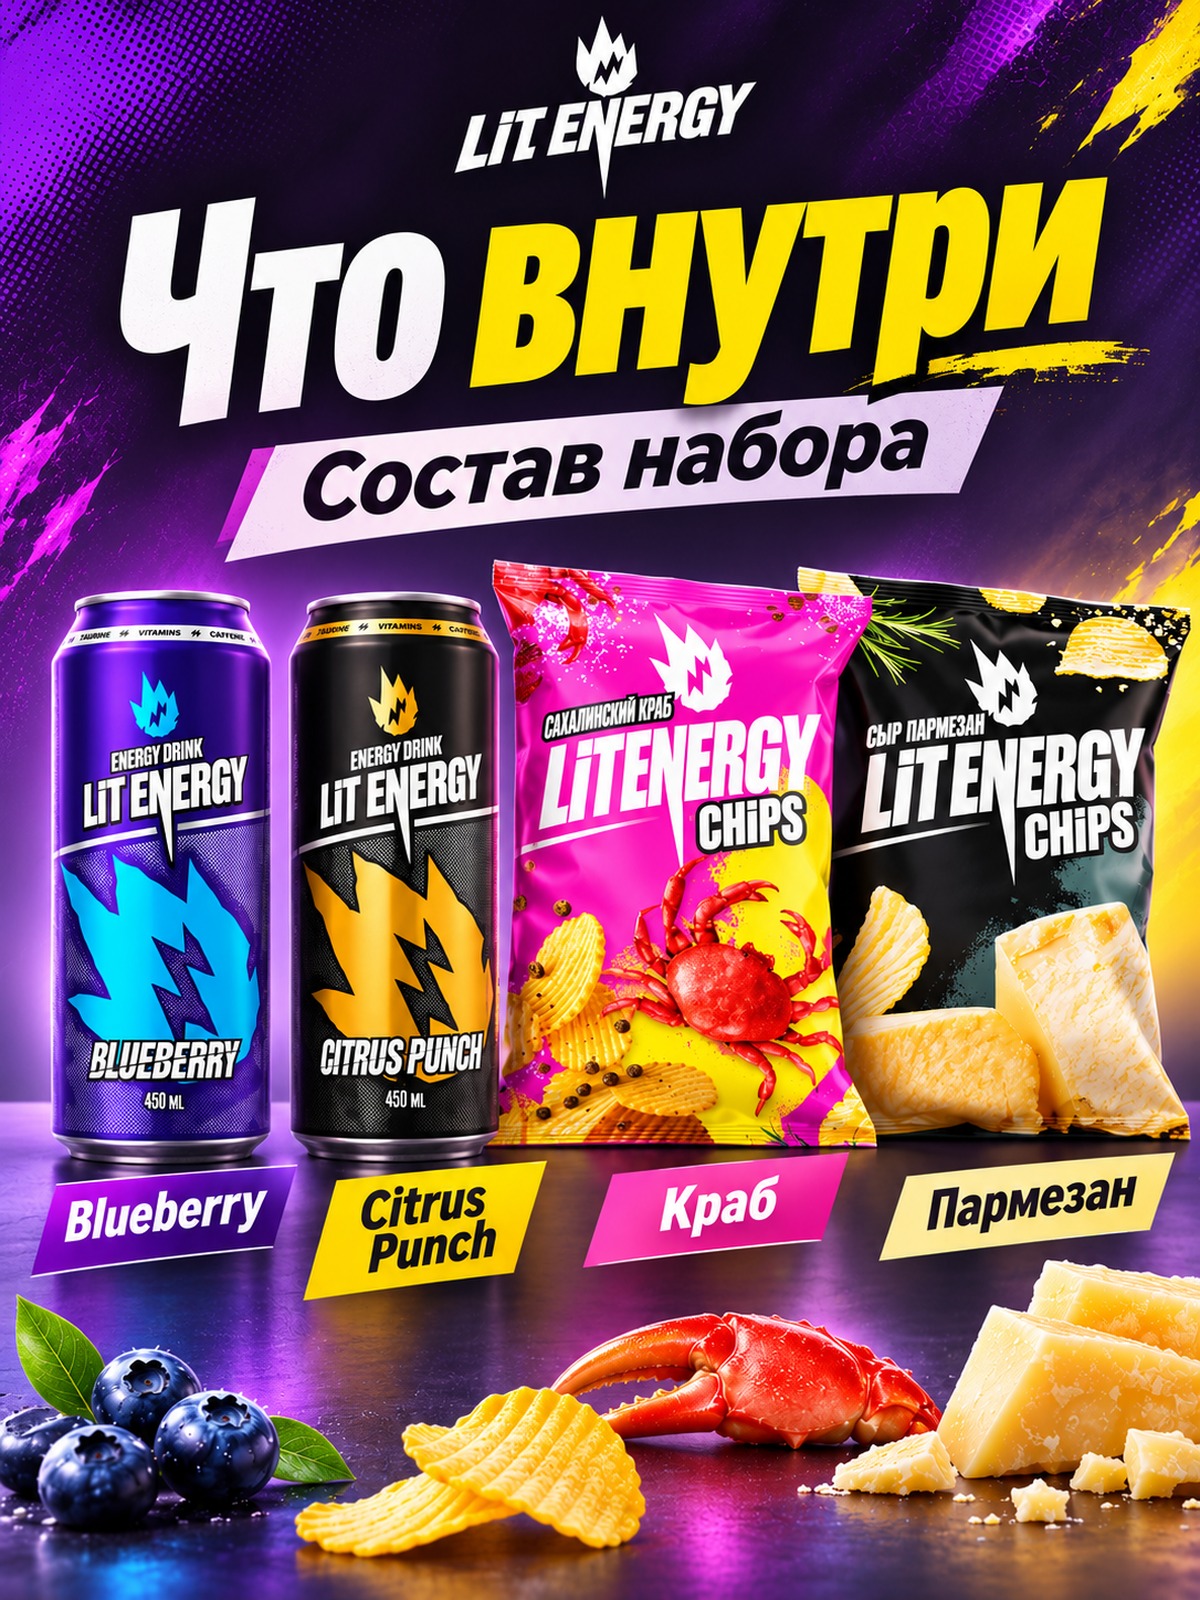 LIT ENERGY
Что внутри
Состав набора
TAURINE VITAMINS CAFFEINE
ENERGY DRINK
LIT ENERGY
BLUEBERRY
450 ML
TAURINE VITAMINS CAFFEINE
ENERGY DRINK
LIT ENERGY
CITRUS PUNCH
450 ML
САХАЛИНСКИЙ КРАБ
LIT ENERGY
CHIPS
СЫР ПАРМЕЗАН
LIT ENERGY
CHIPS
Blueberry
Citrus
Punch
Краб
Пармезан